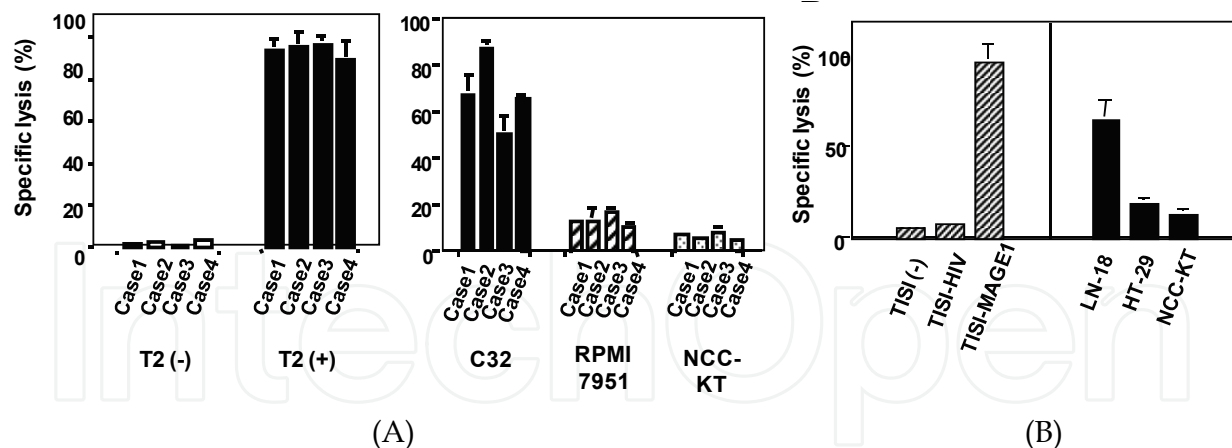 Specific lysis (%)
100
80
60
40
20
0
Case1
Case2
Case3
Case4
Case1
Case2
Case3
Case4
T2 (-)
T2 (+)
100
80
60
40
20
0
Case1
Case2
Case3
Case4
Case1
Case2
Case3
Case4
Case1
Case2
Case3
Case4
C32
RPMI
7951
NCC-
KT
(A)
Specific lysis (%)
100
50
0
TISI (-)
TISI-HIV
TISI-MAGE1
LN-18
HT-29
NCC-KT
(B)
IntechOpen